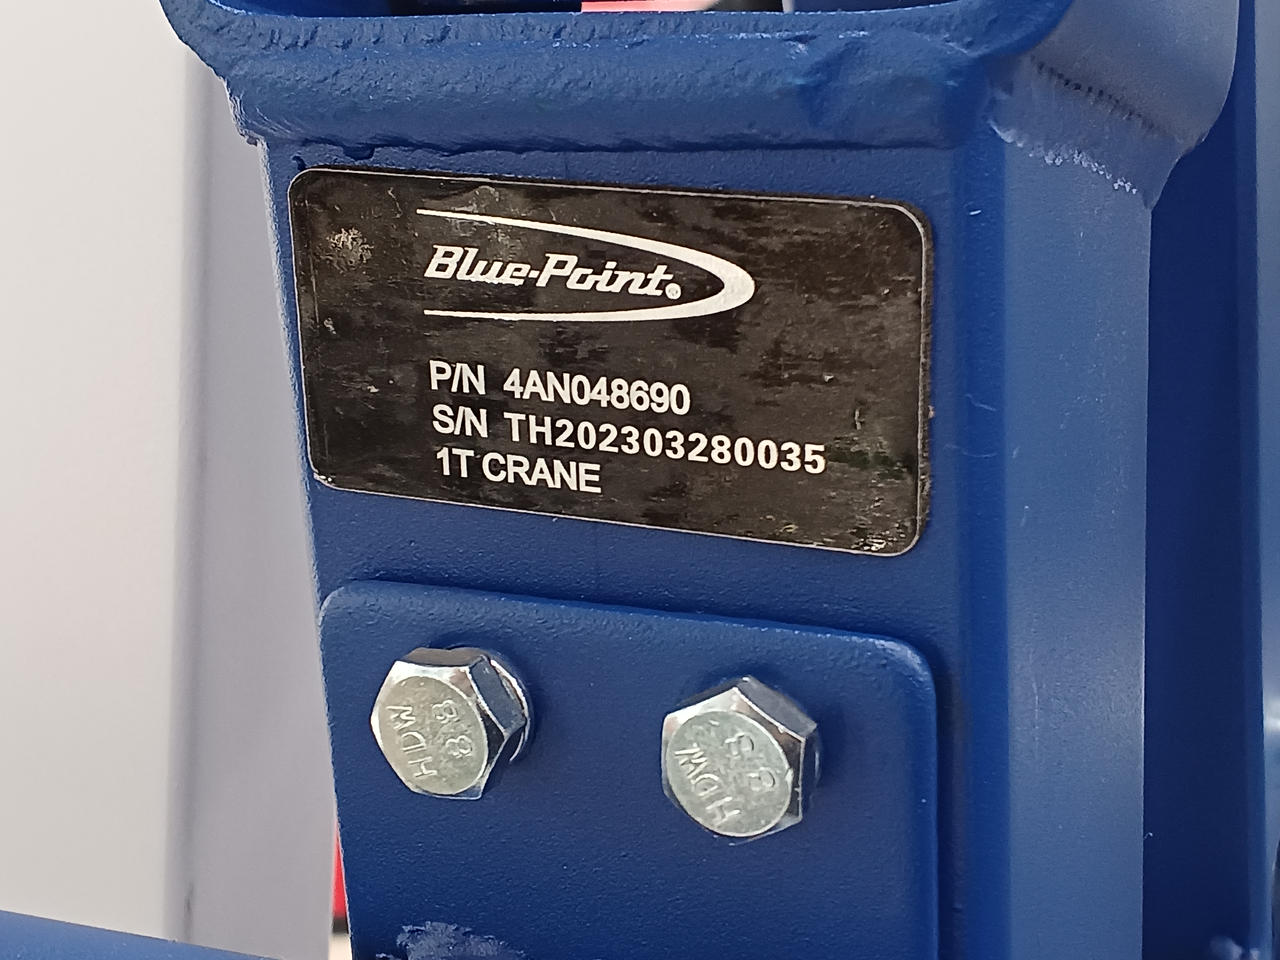 Blue-Point®
P/N 4AN048690
S/N TH202303280035
1T CRANE
HDW
8 8
HDW
8 8